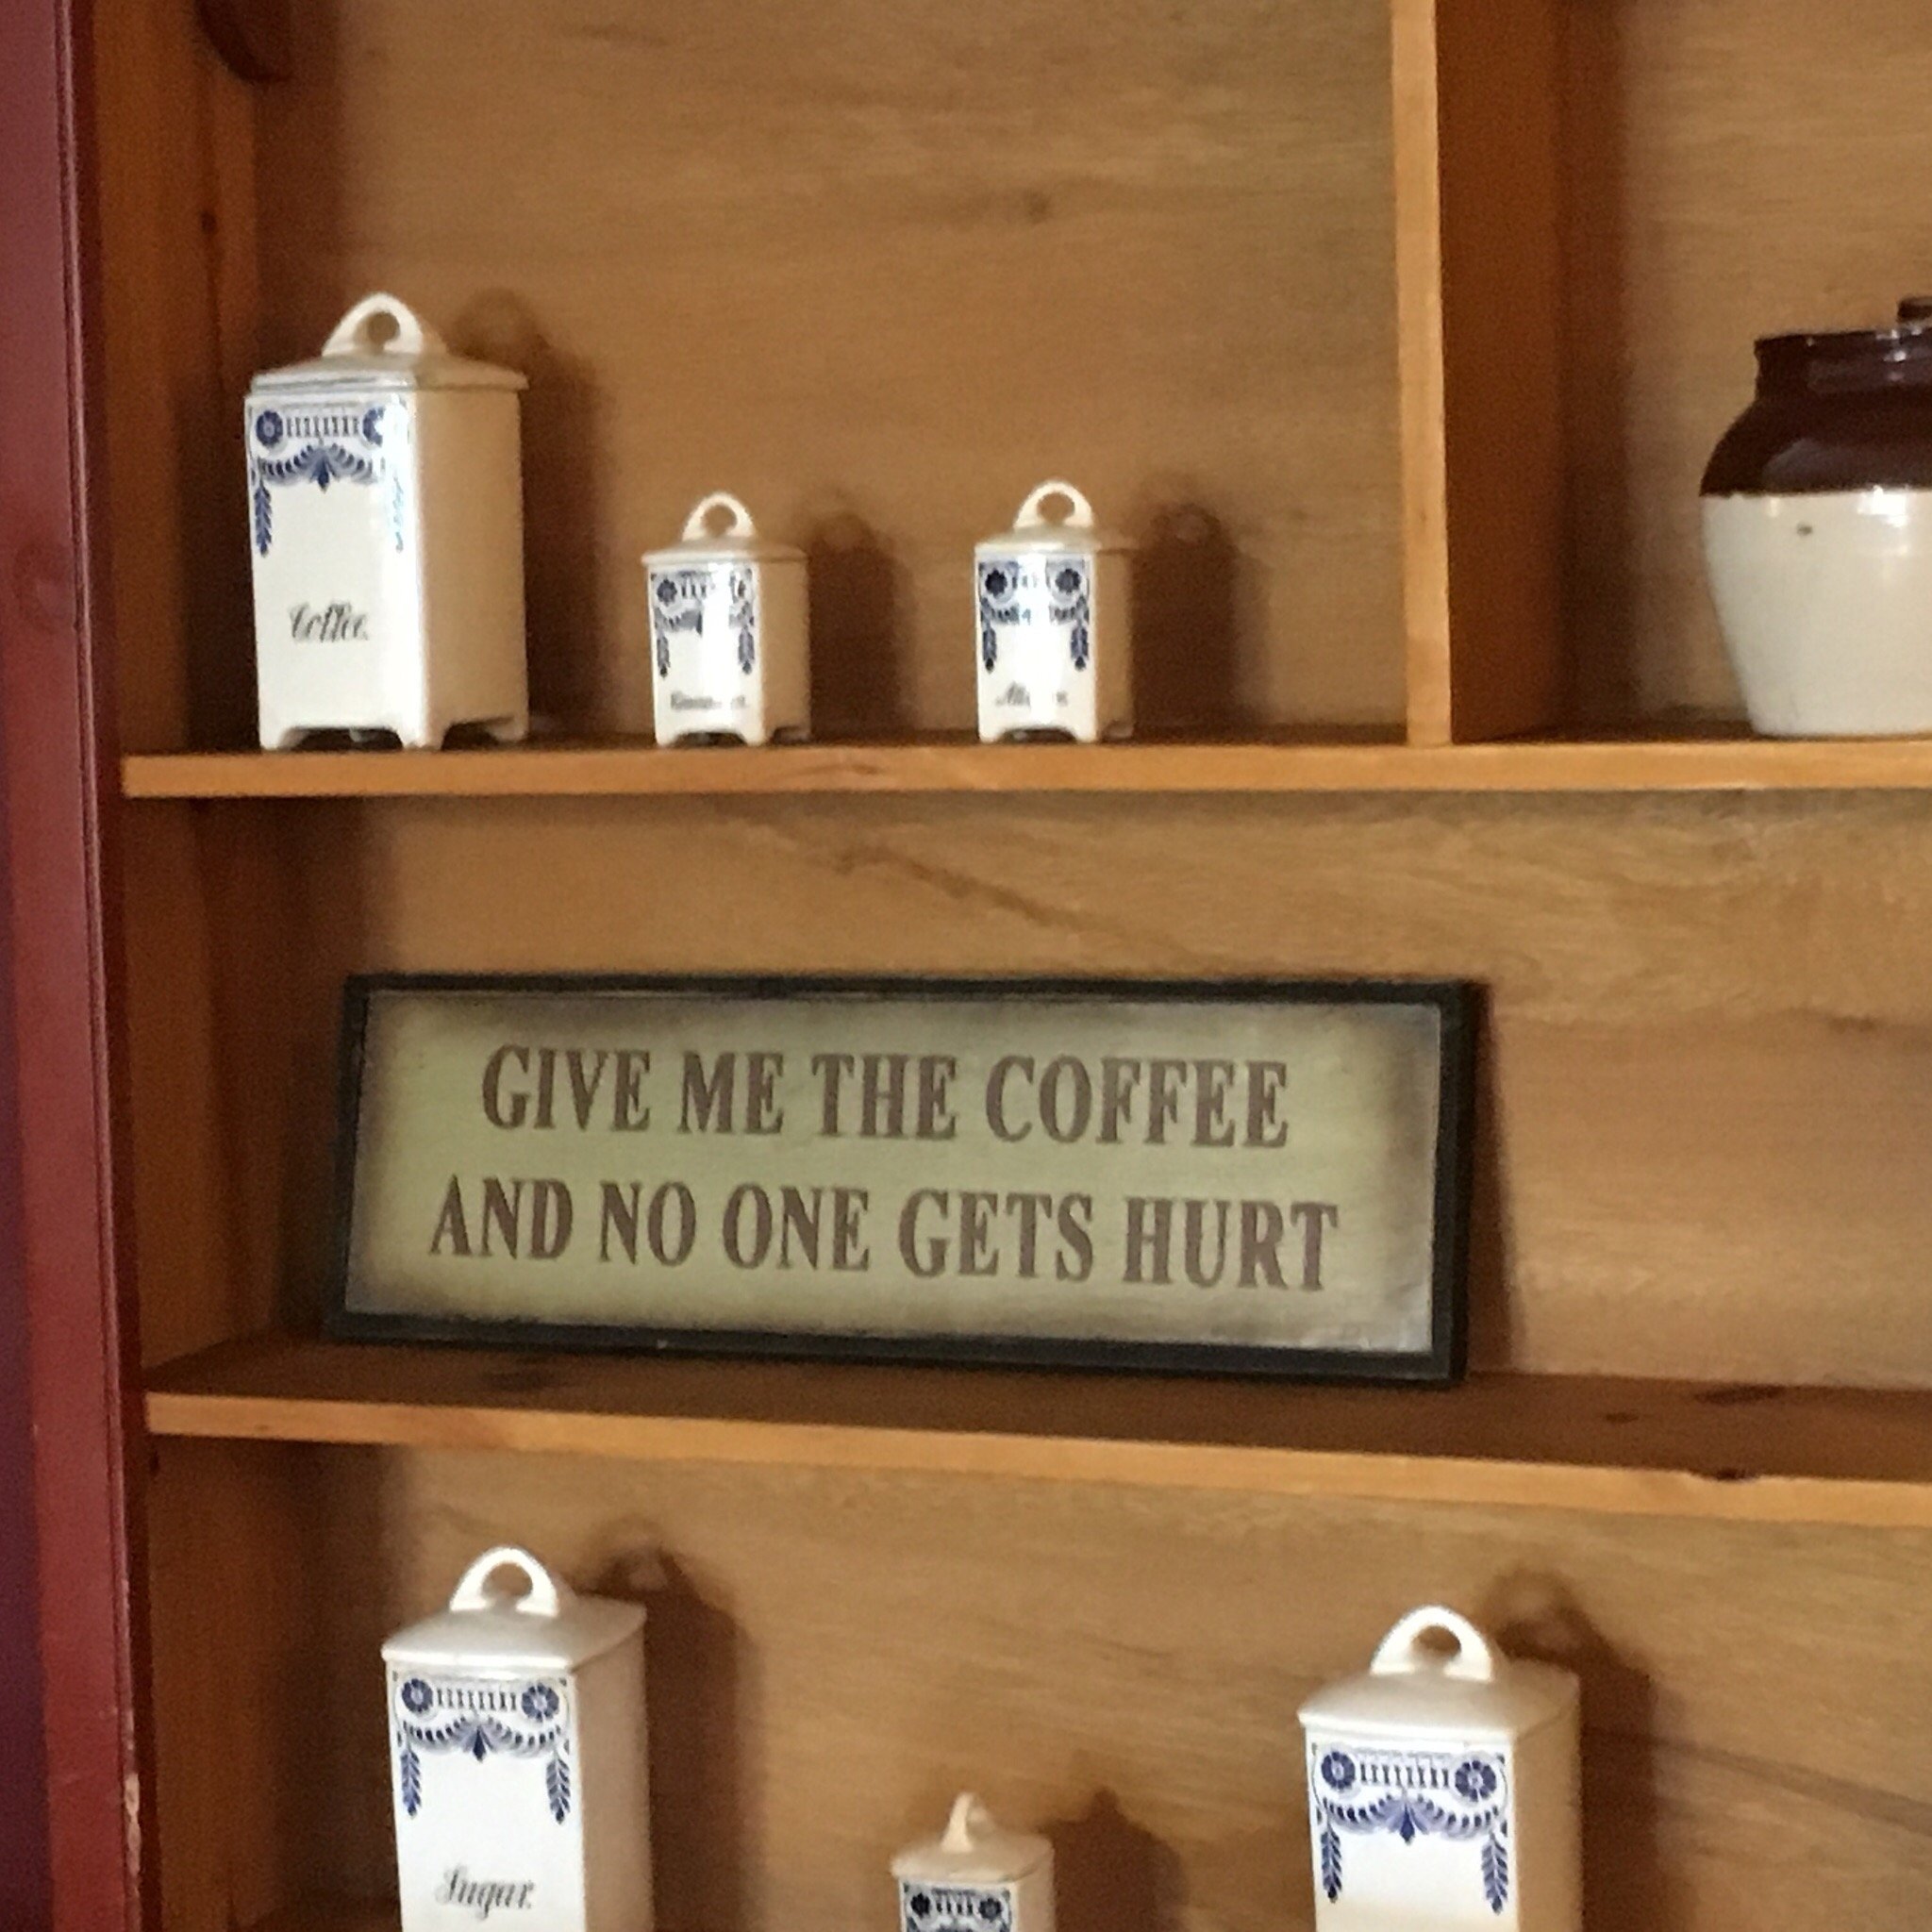 Coffee.
GIVE ME THE COFFEE
AND NO ONE GETS HURT
Sugar.